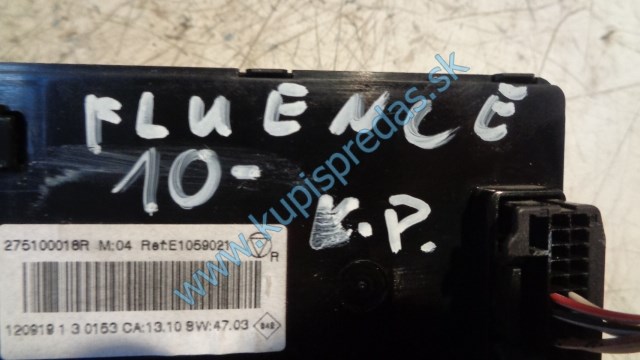 FLUENCE
10-
K.P.
275100018R M:04 Ref:E1059021
R
120919 1 3 0153 CA:13.10 SW:47.03
www.kupispredas.sk